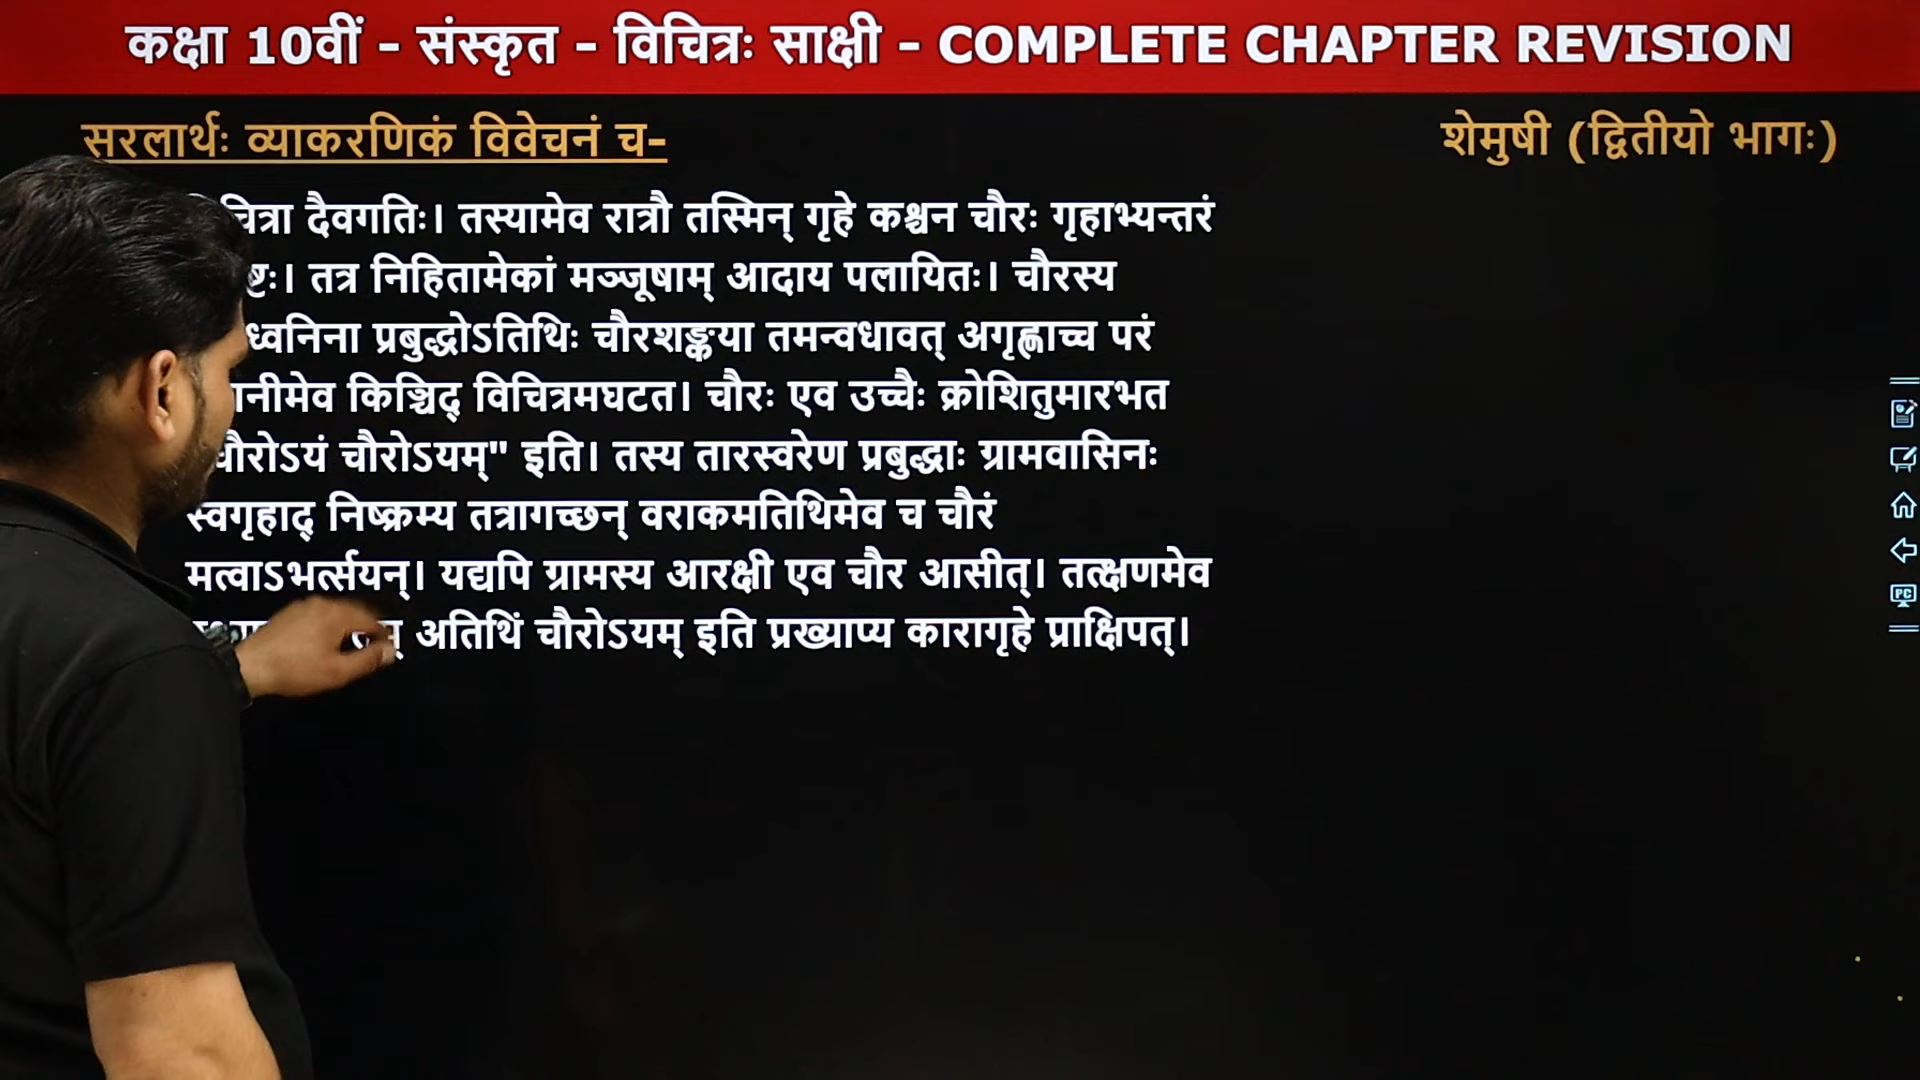 कक्षा 10वीं - संस्कृत - विचित्रः साक्षी - COMPLETE CHAPTER REVISION
सरलार्थः व्याकरणिकं विवेचनं च-
शेमुषी (द्वितीयो भागः)
दैवगतिः। तस्यामेव रात्रौ तस्मिन् गृहे कश्चन चौरः गृहाभ्यन्तरं
तत्र निहितामेकां मञ्जूषाम् आदाय पलायितः। चौरस्य
प्रबुद्धोऽतिथिः चौरशङ्कया तमन्वधावत् अगृह्णाच्च परं
किञ्चिद् विचित्रमघटत। चौरः एव उच्चैः क्रोशितुमारभत
चौरोऽयम्" इति। तस्य तारस्वरेण प्रबुद्धाः ग्रामवासिनः
स्वगृहाद् निष्क्रम्य तत्रागच्छन् वराकमतिथिमेव च चौरं
मत्वाऽभर्त्सयन्। यद्यपि ग्रामस्य आरक्षी एव चौर आसीत्। तत्क्षणमेव
अतिथिं चौरोऽयम् इति प्रख्याप्य कारागृहे प्राक्षिपत्।
PC